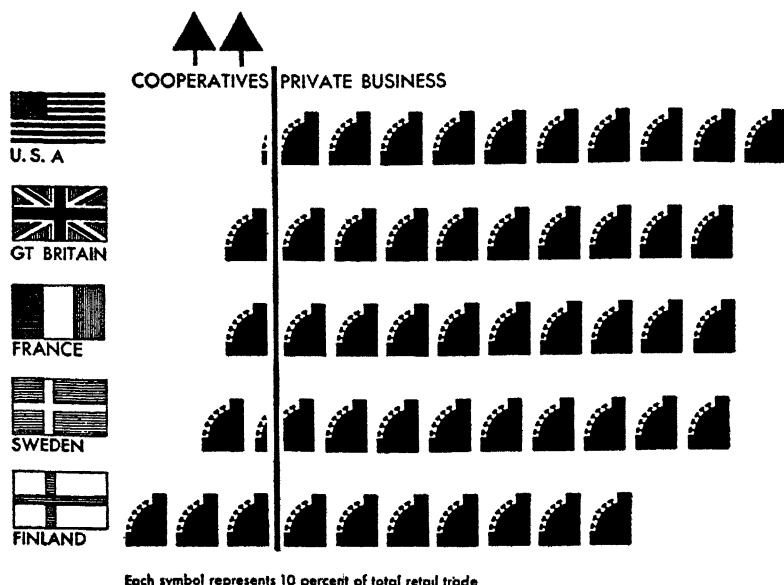 COOPERATIVES PRIVATE BUSINESS
U. S. A
GT BRITAIN
FRANCE
SWEDEN
FINLAND
Each symbol represents 10 percent of total retail trade